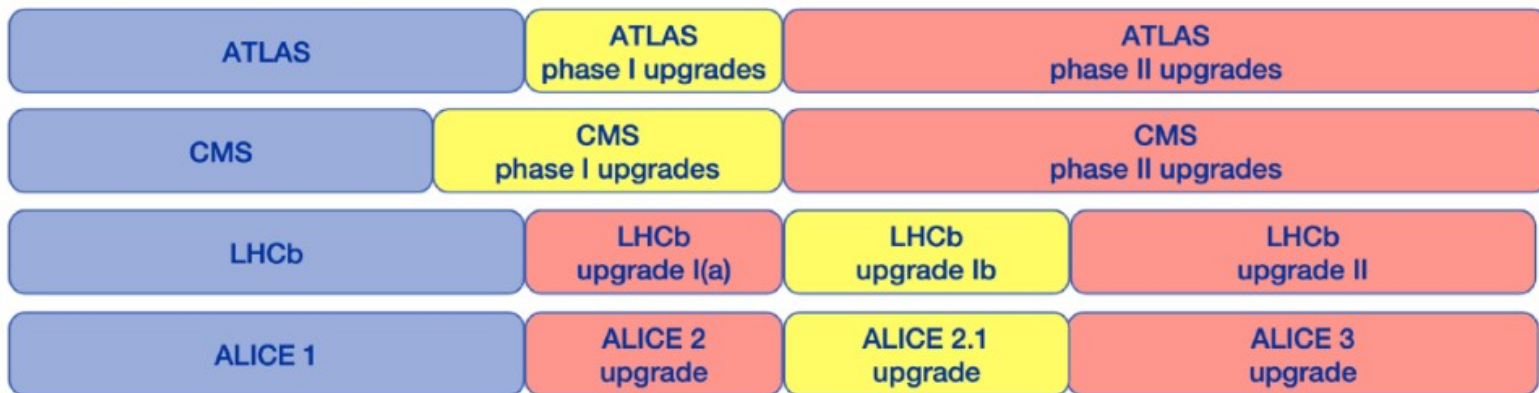 ATLAS
ATLAS
phase I upgrades
ATLAS
phase II upgrades
CMS
CMS
phase I upgrades
CMS
phase II upgrades
LHCb
LHCb
upgrade I(a)
LHCb
upgrade Ib
LHCb
upgrade II
ALICE 1
ALICE 2
upgrade
ALICE 2.1
upgrade
ALICE 3
upgrade